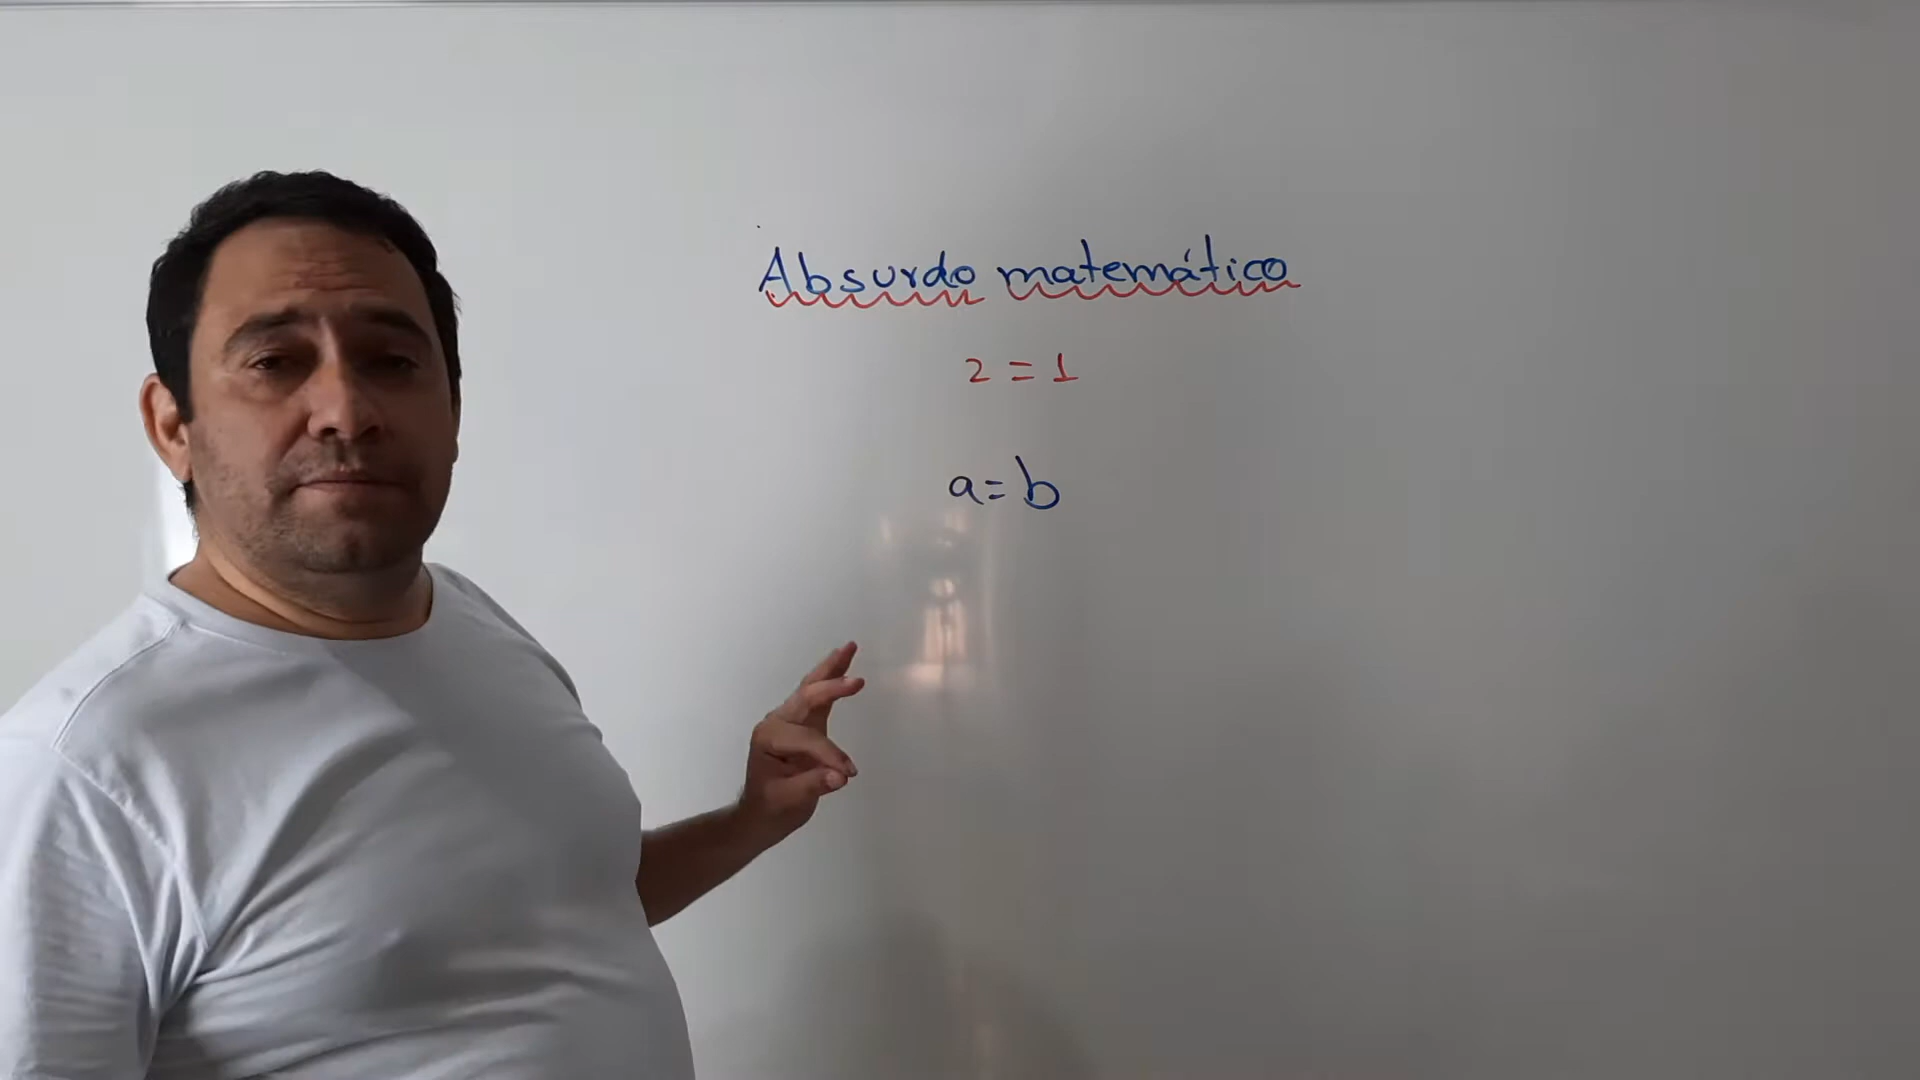 Absurdo matemático
2 = 1
a = b